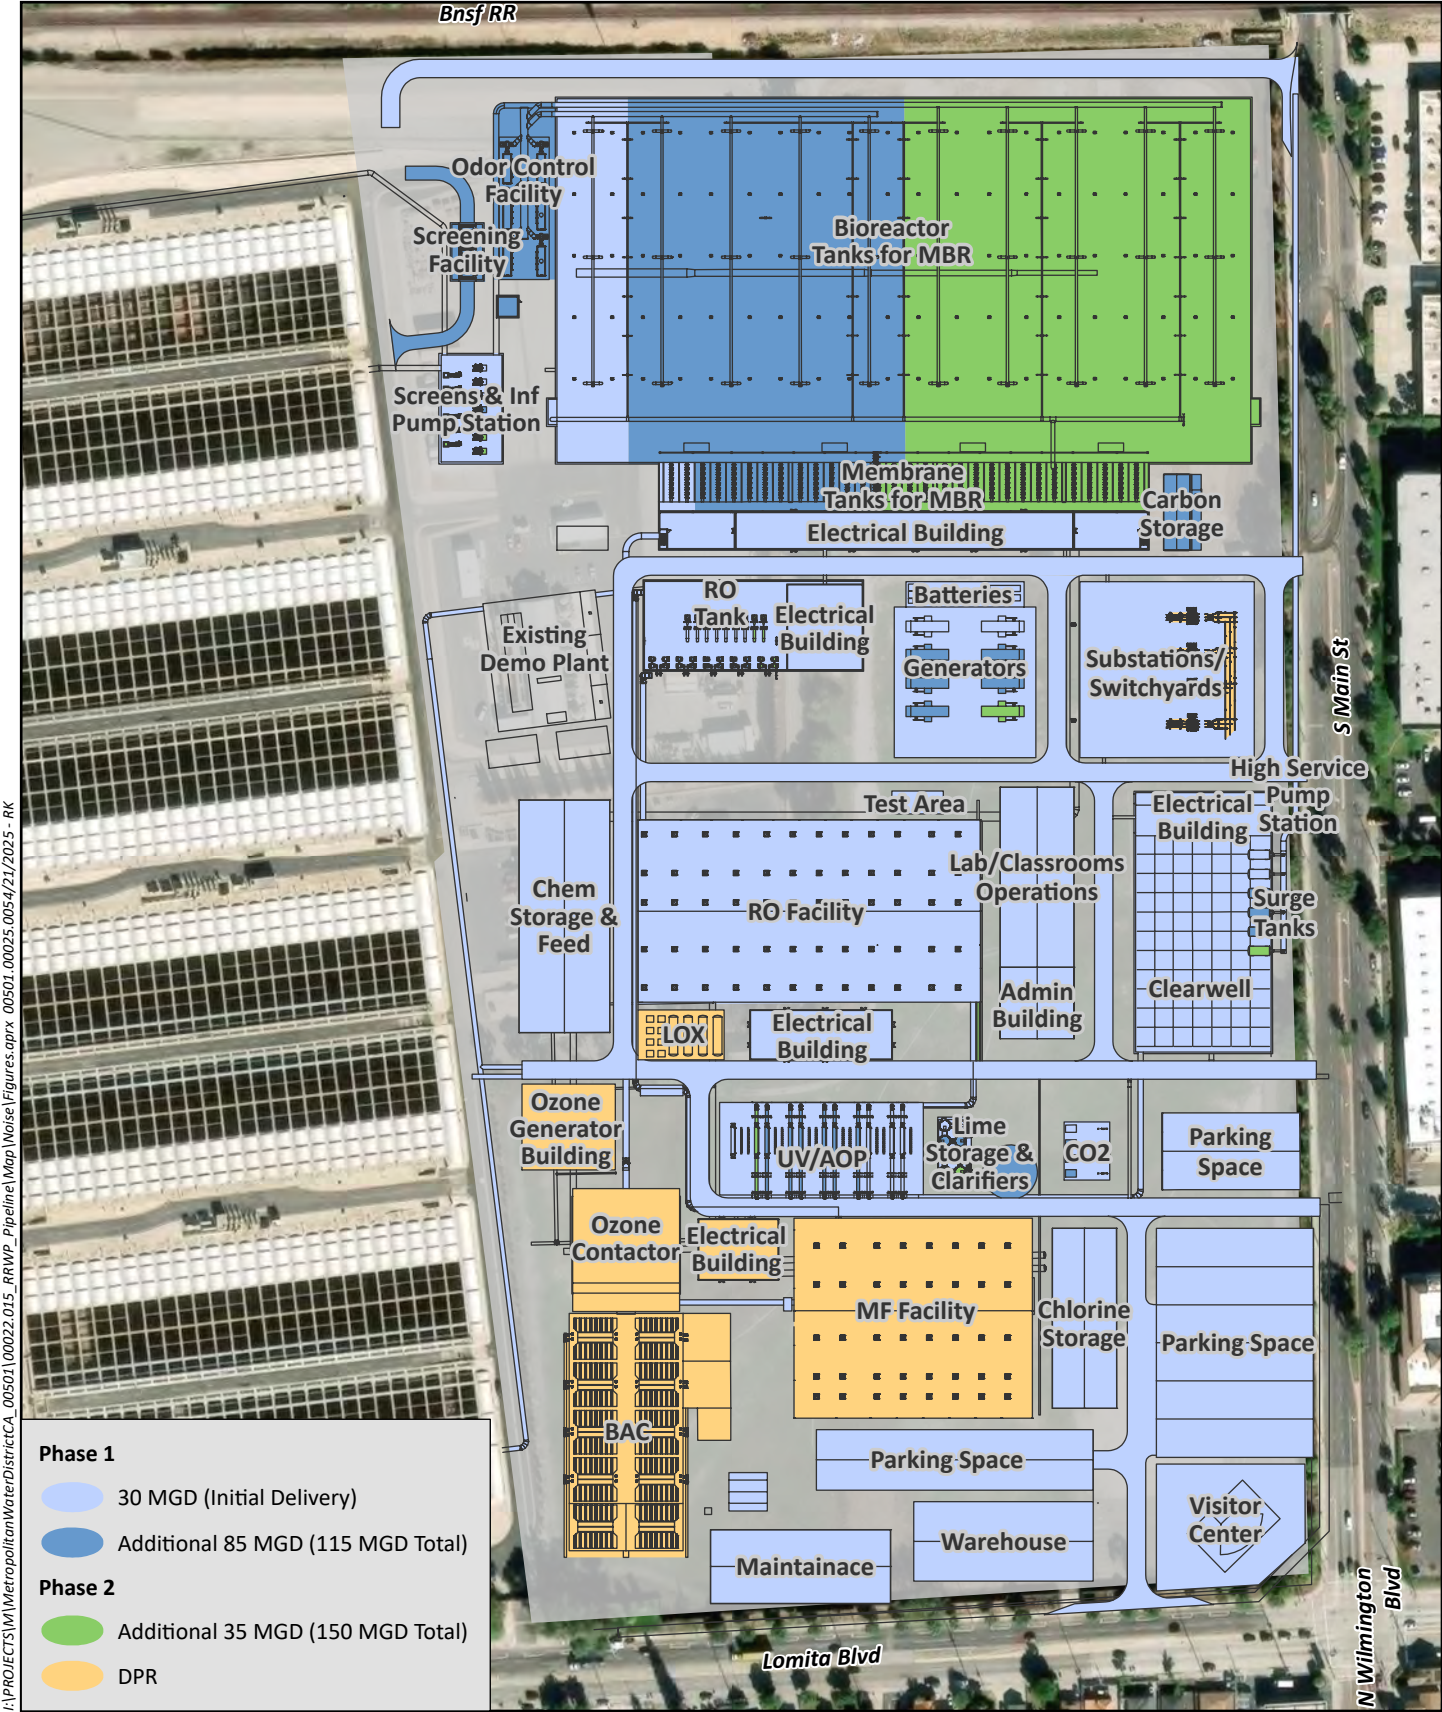 Bnsf RR
Odor Control
Facility
Screening
Facility
Bioreactor
Tanks for MBR
Screens & Inf
Pump Station
Membrane
Tanks for MBR
Carbon
Storage
Electrical Building
RO
Tank
Electrical
Building
Batteries
Generators
Existing
Demo Plant
Substations/
Switchyards
S Main St
High Service
Pump
Station
Test Area
Electrical
Building
Lab/Classrooms
Operations
Chem
Storage &
Feed
RO Facility
Surge
Tanks
Clearwell
Admin
Building
LOX
Electrical
Building
Ozone
Generator
Building
UV/AOP
Lime
Storage &
Clarifiers
CO2
Parking
Space
Ozone
Contactor
Electrical
Building
MF Facility
Chlorine
Storage
Parking Space
BAC
Parking Space
Visitor
Center
Warehouse
Maintainace
Lomita Blvd
N Wilmington
Blvd
Phase 1
30 MGD (Initial Delivery)
Additional 85 MGD (115 MGD Total)
Phase 2
Additional 35 MGD (150 MGD Total)
DPR
I:\PROJECTS\M\MetropolitanWaterDistrictCA_00501\00022.015_RRWP_Pipeline\Map\Noise\Figures.aprx 00501.00025.0054/21/2025 - RK